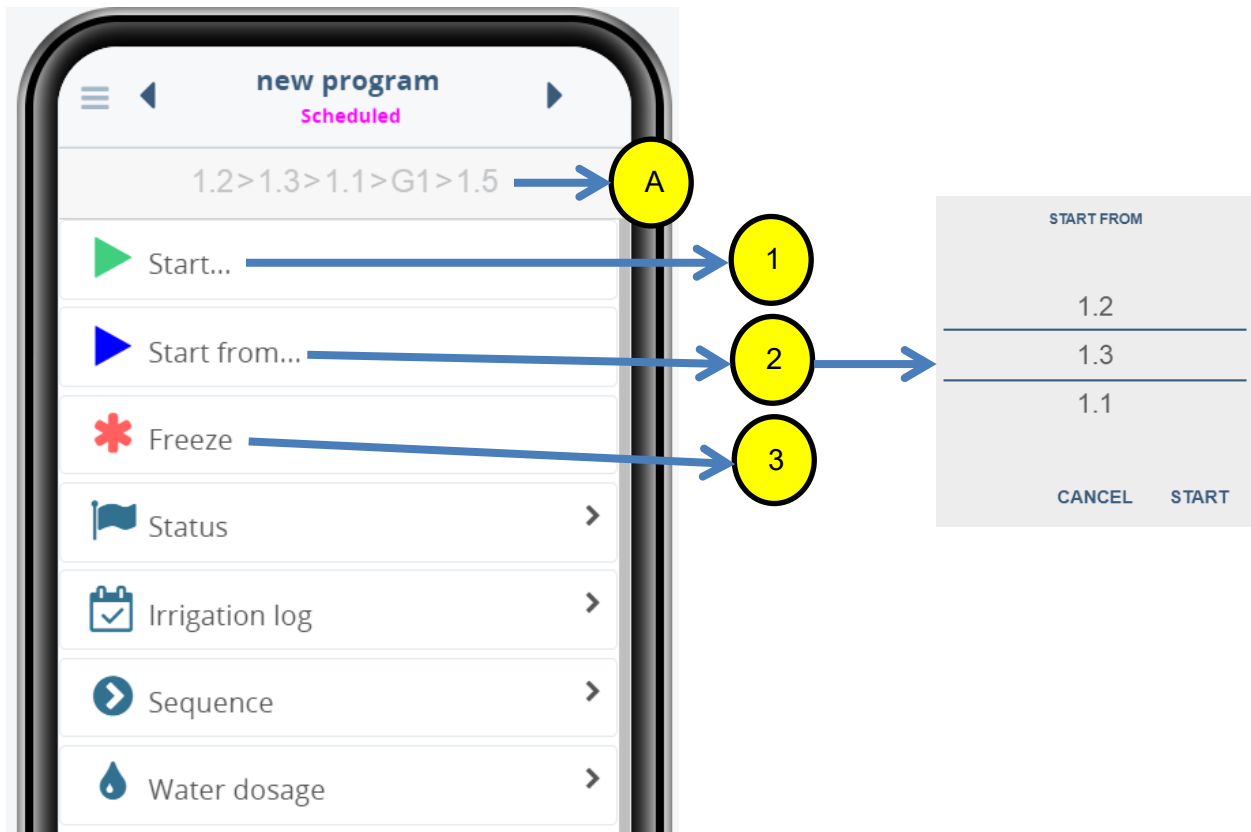 new program
Scheduled
1.2>1.3>1.1>G1>1.5
A
Start...
1
Start from...
2
Freeze
3
Status
Irrigation log
Sequence
Water dosage
START FROM
1.2
1.3
1.1
CANCEL START